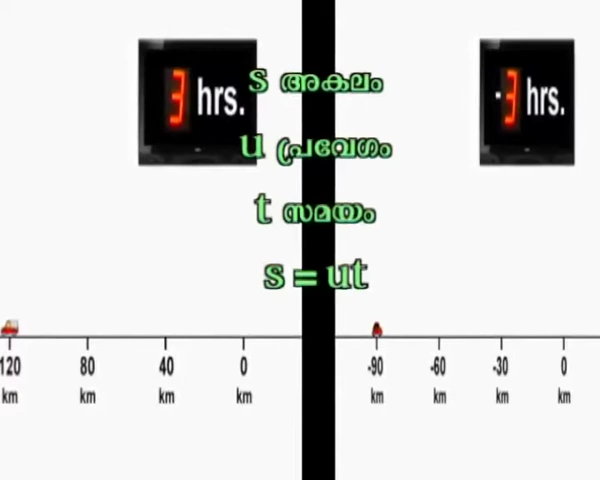 3 hrs.
-3 hrs.
s അകലം
u പ്രവേഗം
t സമയം
s = ut
120 80 40 0
km km km km
-90 -60 -30 0
km km km km